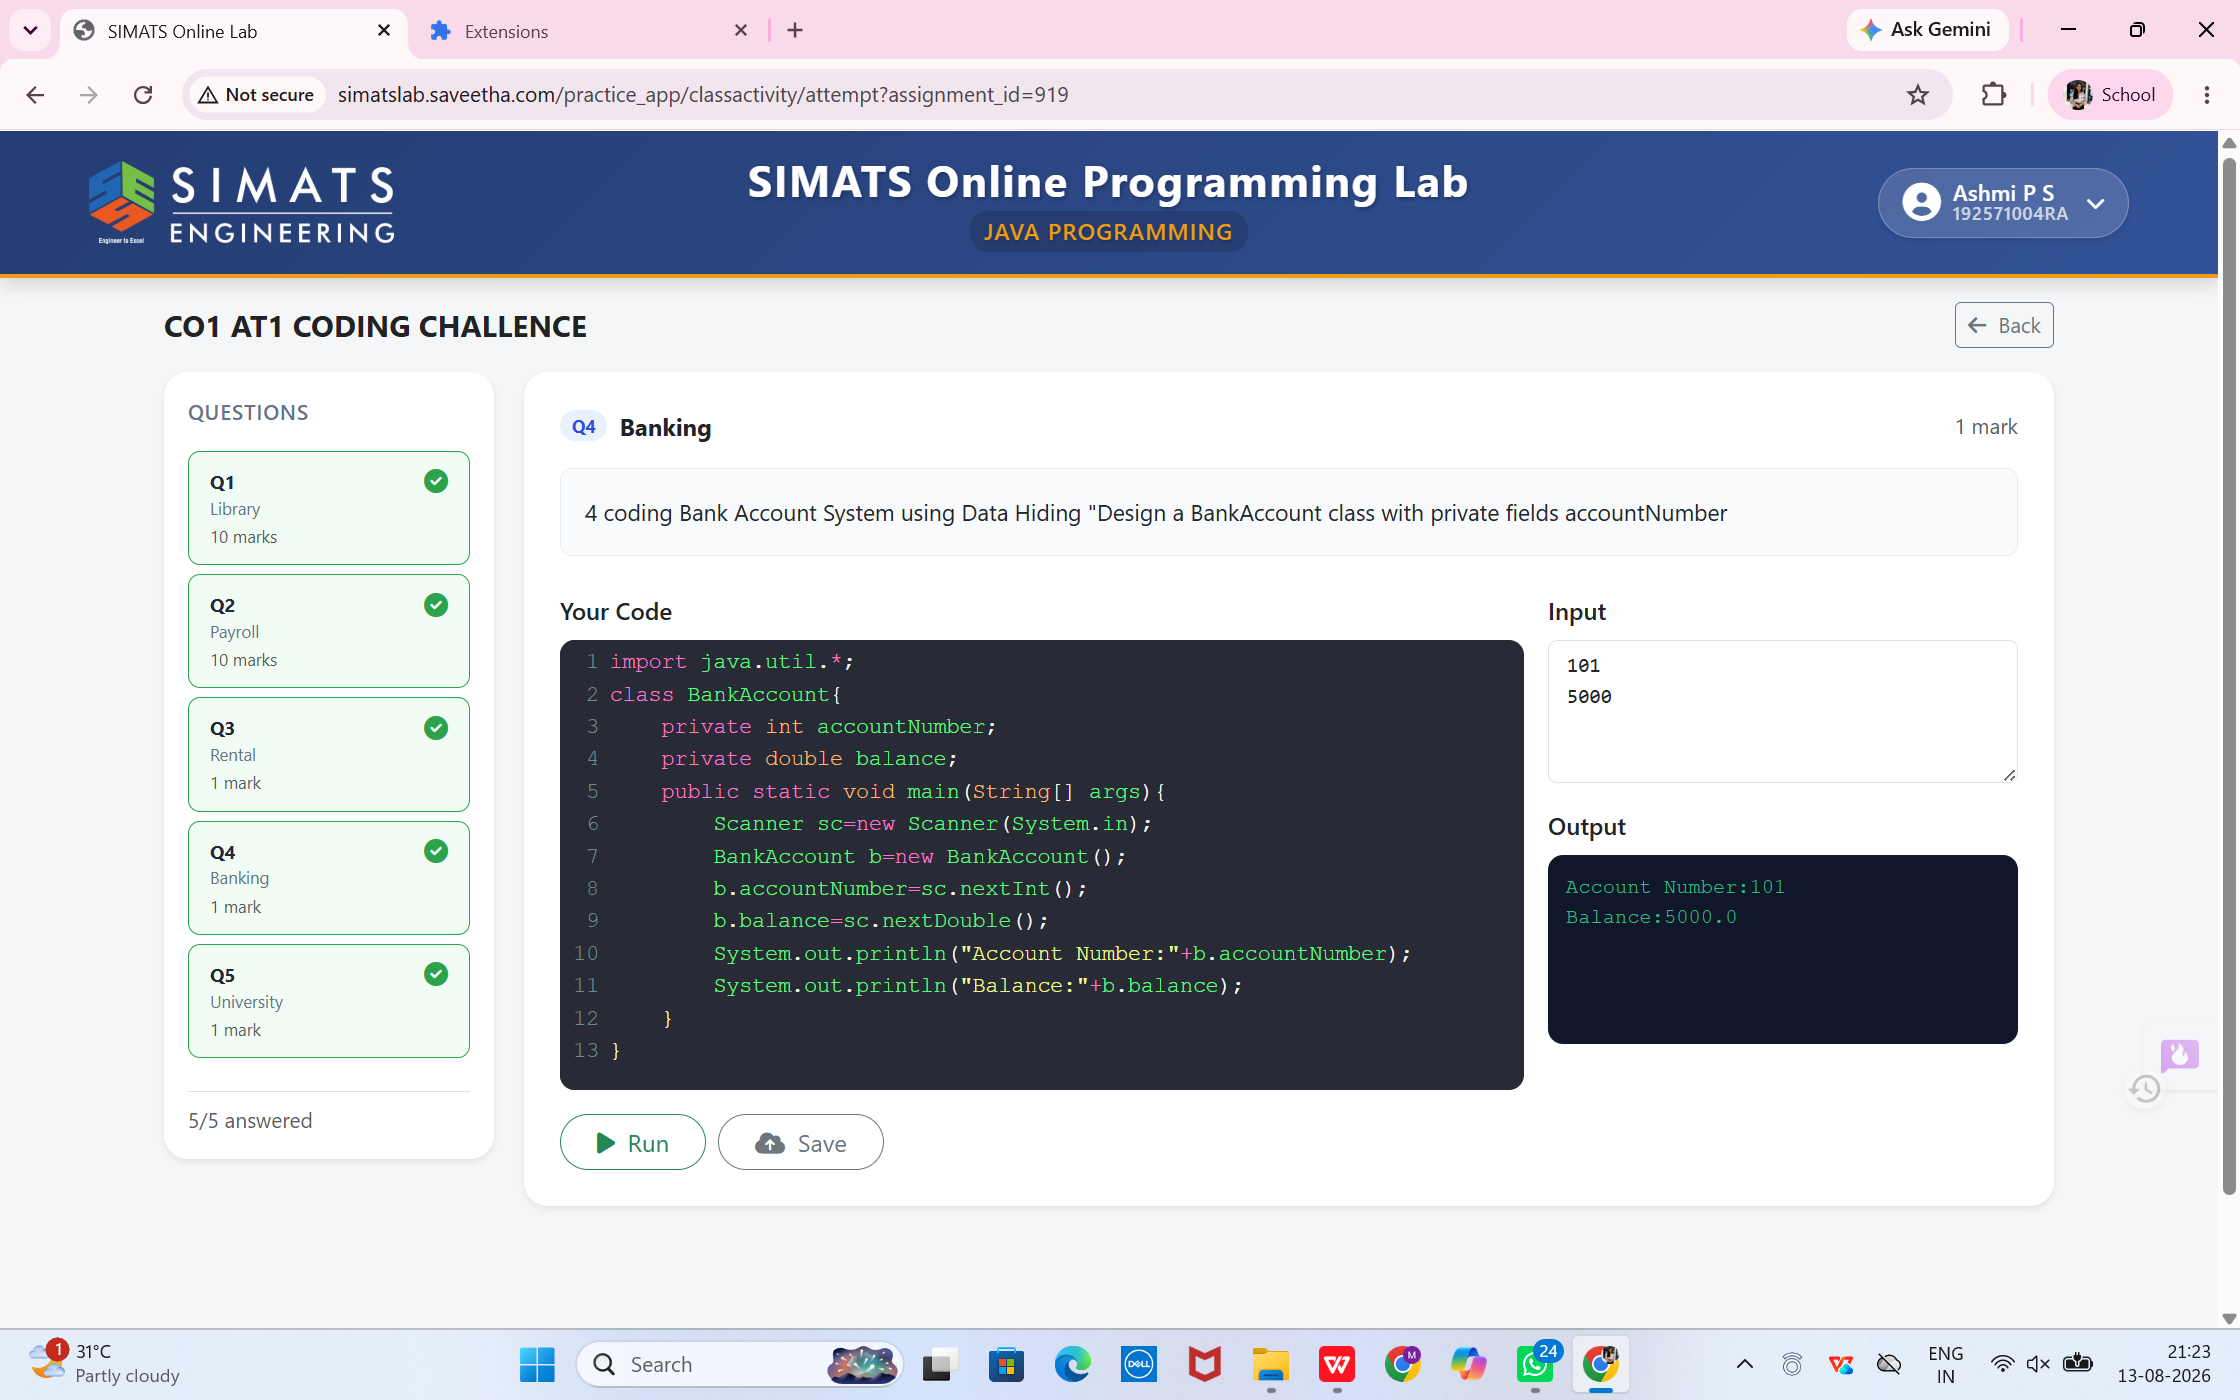 SIMATS Online Lab
Extensions
Ask Gemini
Not secure
simatslab.saveetha.com/practice_app/classactivity/attempt?assignment_id=919
School
SIMATS
ENGINEERING
Engineer to Excel
SIMATS Online Programming Lab
JAVA PROGRAMMING
Ashmi P S
192571004RA
CO1 AT1 CODING CHALLENCE
Back
QUESTIONS
Q1
Library
10 marks
Q2
Payroll
10 marks
Q3
Rental
1 mark
Q4
Banking
1 mark
Q5
University
1 mark
5/5 answered
Q4 Banking
1 mark
4 coding Bank Account System using Data Hiding "Design a BankAccount class with private fields accountNumber
Your Code
1 import java.util.*;
2 class BankAccount{
3     private int accountNumber;
4     private double balance;
5     public static void main(String[] args){
6         Scanner sc=new Scanner(System.in);
7         BankAccount b=new BankAccount();
8         b.accountNumber=sc.nextInt();
9         b.balance=sc.nextDouble();
10         System.out.println("Account Number:"+b.accountNumber);
11         System.out.println("Balance:"+b.balance);
12     }
13 }
Run
Save
Input
101
5000
Output
Account Number:101
Balance:5000.0
1
31°C
Partly cloudy
Search
DELL
M
24
ENG
IN
21:23
13-08-2026